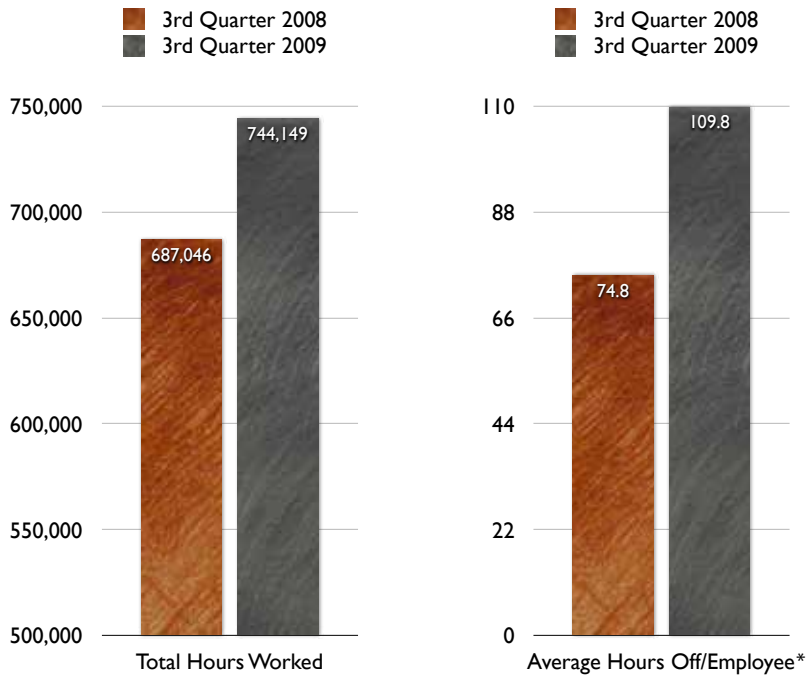 3rd Quarter 2008
3rd Quarter 2009
750,000
700,000
650,000
600,000
550,000
500,000
687,046
744,149
Total Hours Worked
3rd Quarter 2008
3rd Quarter 2009
110
88
66
44
22
0
74.8
109.8
Average Hours Off/Employee*